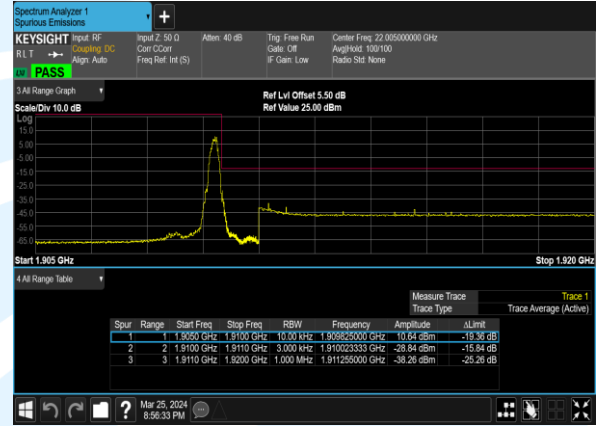 Spectrum Analyzer 1
Spurious Emissions
KEYSIGHT Input: RF Input Z: 50 Ω Atten: 40 dB Trig: Free Run Center Freq: 22.005000000 GHz
RLT Coupling: DC Corr CCorr Gate: Off Avg|Hold: 100/100
Align: Auto Freq Ref: Int (S) IF Gain: Low Radio Std: None
PASS
3 All Range Graph
Ref Lvl Offset 5.50 dB
Scale/Div 10.0 dB Ref Value 25.00 dBm
Log
15.0
5.00
-5.00
-15.0
-25.0
-35.0
-45.0
-55.0
-65.0
Start 1.905 GHz Stop 1.920 GHz
4 All Range Table
Measure Trace Trace 1
Trace Type Trace Average (Active)
Spur Range Start Freq Stop Freq RBW Frequency Amplitude ΔLimit
1 1 1.9050 GHz 1.9100 GHz 10.00 kHz 1.909825000 GHz 10.64 dBm -19.36 dB
2 2 1.9100 GHz 1.9110 GHz 3.000 kHz 1.910023333 GHz -28.84 dBm -15.84 dB
3 3 1.9110 GHz 1.9200 GHz 1.000 MHz 1.911255000 GHz -38.26 dBm -25.26 dB
Mar 25, 2024
8:56:33 PM